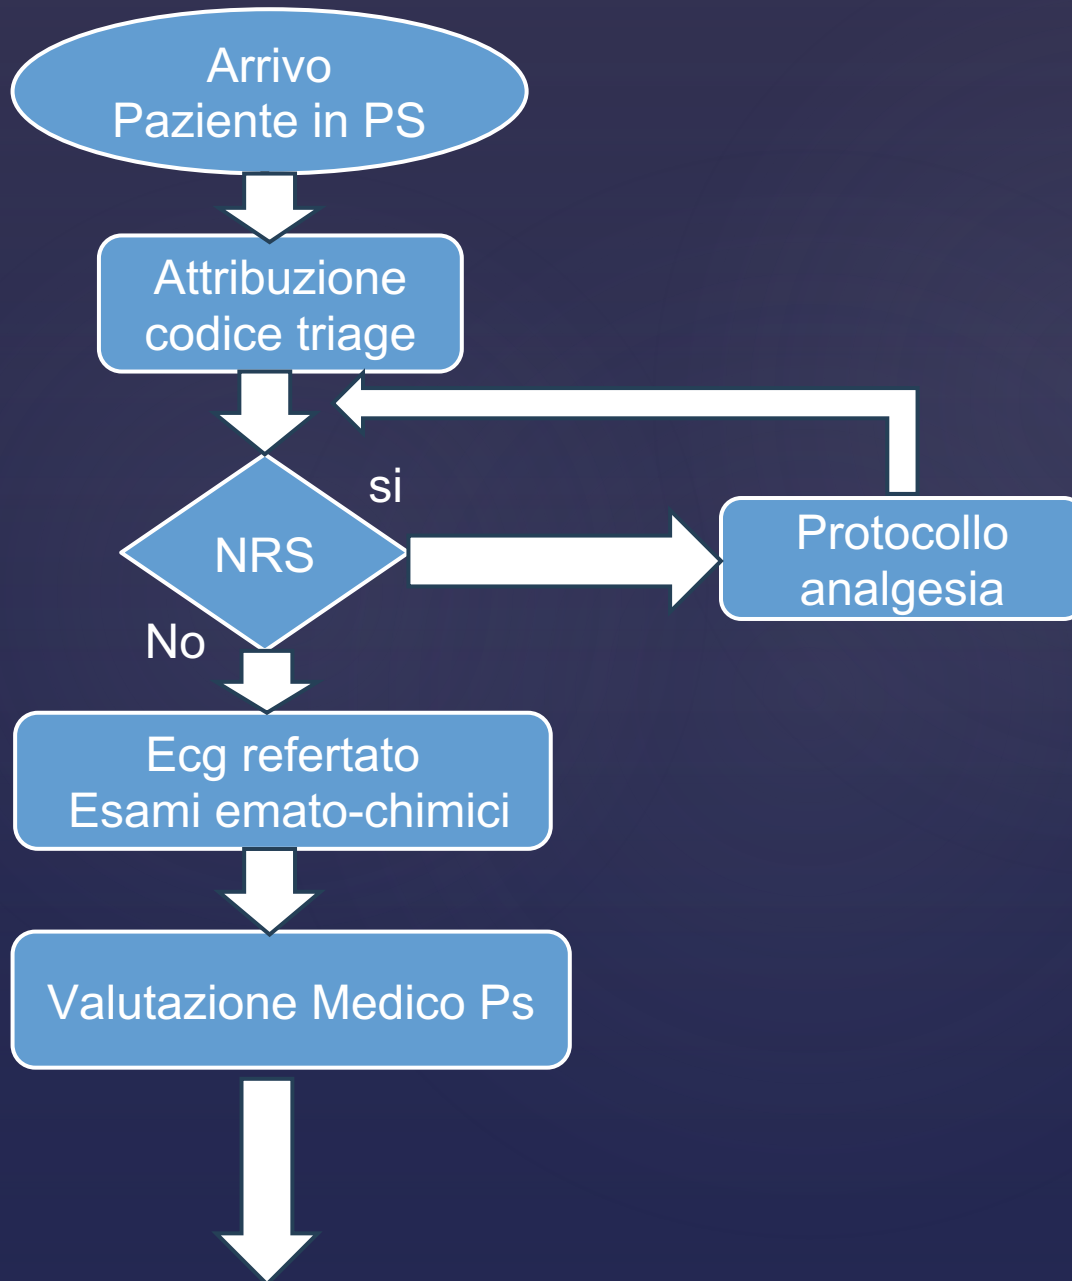 Arrivo
Paziente in PS
Attribuzione
codice triage
si
NRS
Protocollo
analgesia
No
Ecg refertato
Esami emato-chimici
Valutazione Medico Ps